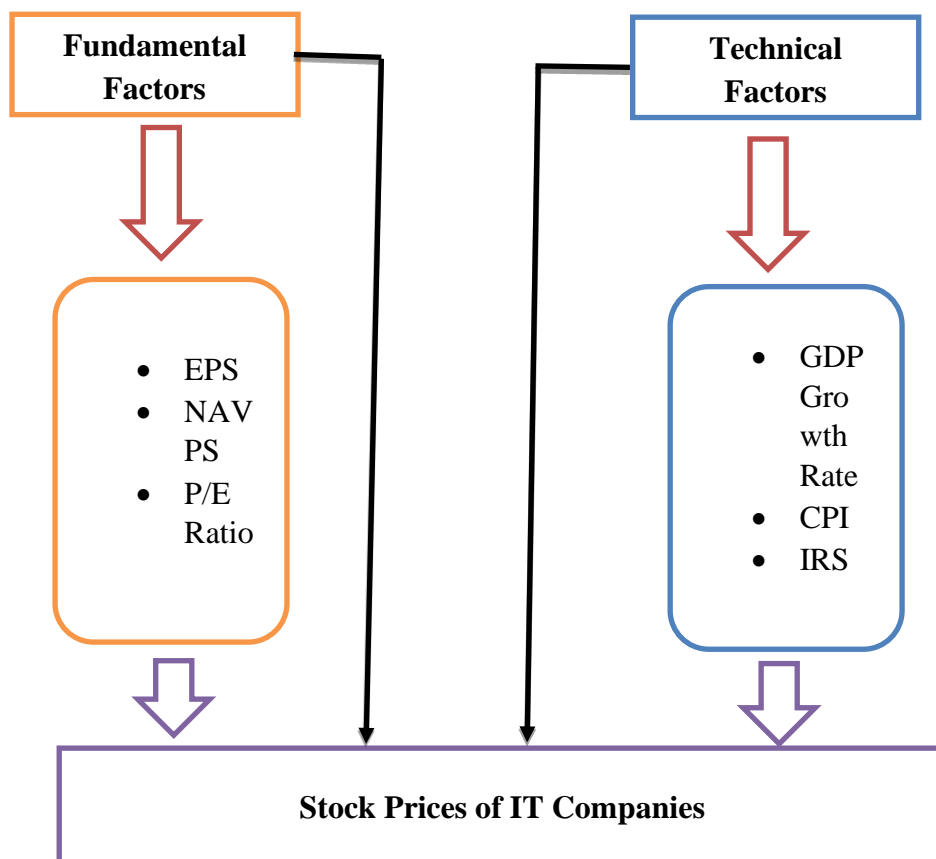 Fundamental
Factors
Technical
Factors
• EPS
• NAV
PS
• P/E
Ratio
• GDP
Gro
wth
Rate
• CPI
• IRS
Stock Prices of IT Companies